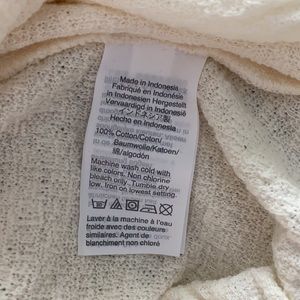 Made in Indonesia
Fabriqué en Indonésie
in Indonesien Hergestellt
Vervaardigd in Indonesië
インドネシア製
Hecho en Indonesia
100% Cotton/Coton/
Baumwolle/Katoen/
綿/algodón
Machine wash cold with
like colors. Non chlorine
bleach only. Tumble dry
low. Iron on lowest setting.
Laver à la machine à l'eau
froide avec des couleurs
similaires. Agent de
blanchiment non chloré